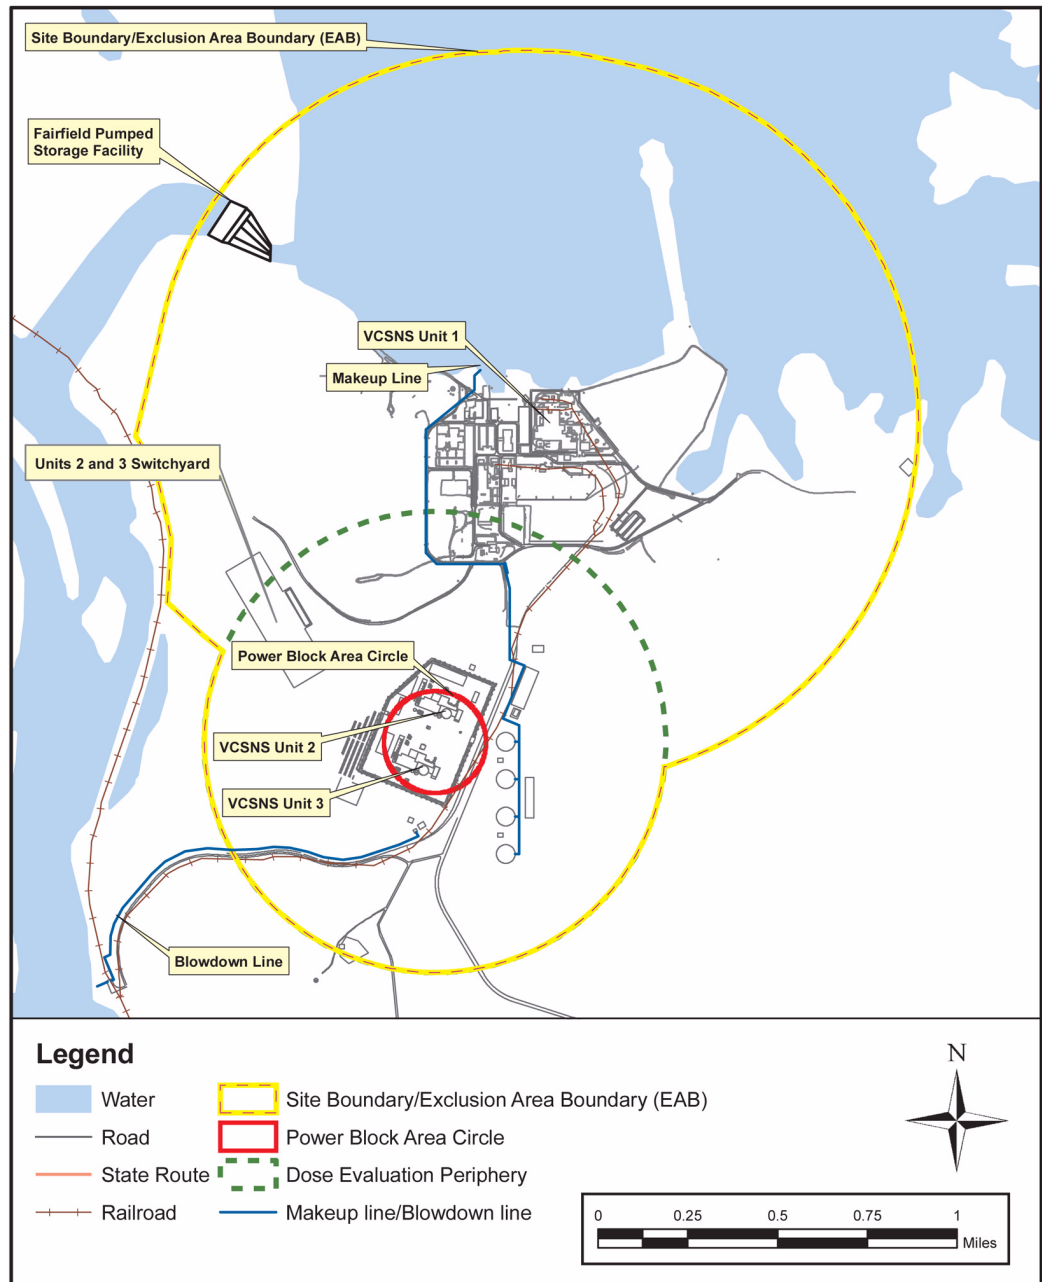 Site Boundary/Exclusion Area Boundary (EAB)
Fairfield Pumped
Storage Facility
VCSNS Unit 1
Makeup Line
Units 2 and 3 Switchyard
Power Block Area Circle
VCSNS Unit 2
VCSNS Unit 3
Blowdown Line
Legend
Water
Road
State Route
Railroad
Site Boundary/Exclusion Area Boundary (EAB)
Power Block Area Circle
Dose Evaluation Periphery
Makeup line/Blowdown line
N
0 0.25 0.5 0.75 1
Miles